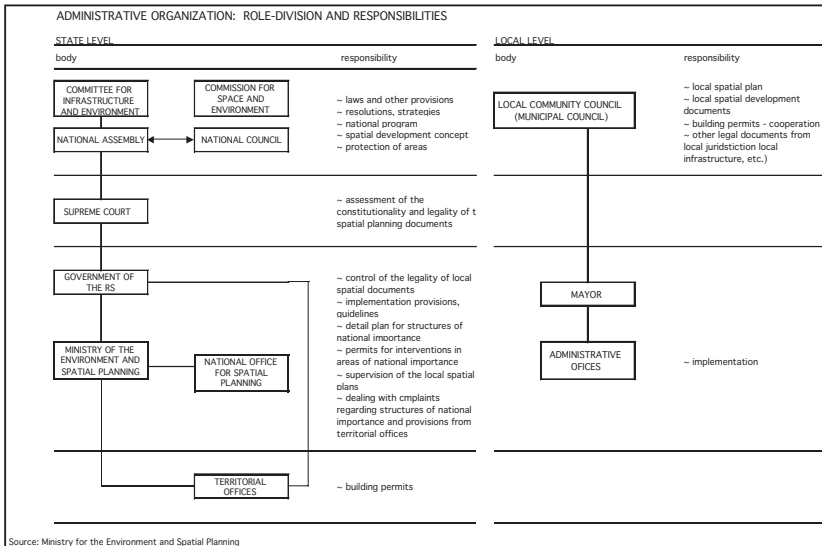 ADMINISTRATIVE ORGANIZATION: ROLE-DIVISION AND RESPONSIBILITIES
STATE LEVEL
body
responsibility
COMMITTEE FOR
INFRASTRUCTURE
AND ENVIRONMENT
COMMISSION FOR
SPACE AND
ENVIRONMENT
NATIONAL ASSEMBLY
NATIONAL COUNCIL
~ laws and other provisions
~ resolutions, strategies
~ national program
~ spatial development concept
~ protection of areas
SUPREME COURT
~ assessment of the
constitutionality and legality of t
spatial planning documents
GOVERNMENT OF
THE RS
MINISTRY OF THE
ENVIRONMENT AND
SPATIAL PLANNING
NATIONAL OFFICE
FOR SPATIAL
PLANNING
~ control of the legality of local
spatial documents
~ implementation provisions,
guidelines
~ detail plan for structures of
national importance
~ permits for interventions in
areas of national importance
~ supervision of the local spatial
plans
~ dealing with cmplaints
regarding structures of national
importance and provisions from
territorial offices
TERRITORIAL
OFFICES
~ building permits
LOCAL LEVEL
body
responsibility
LOCAL COMMUNITY COUNCIL
(MUNICIPAL COUNCIL)
~ local spatial plan
~ local spatial development
documents
~ building permits - cooperation
~ other legal documents from
local juridstiction local
infrastructure, etc.)
MAYOR
ADMINISTRATIVE
OFICES
~ implementation
Source: Ministry for the Environment and Spatial Planning